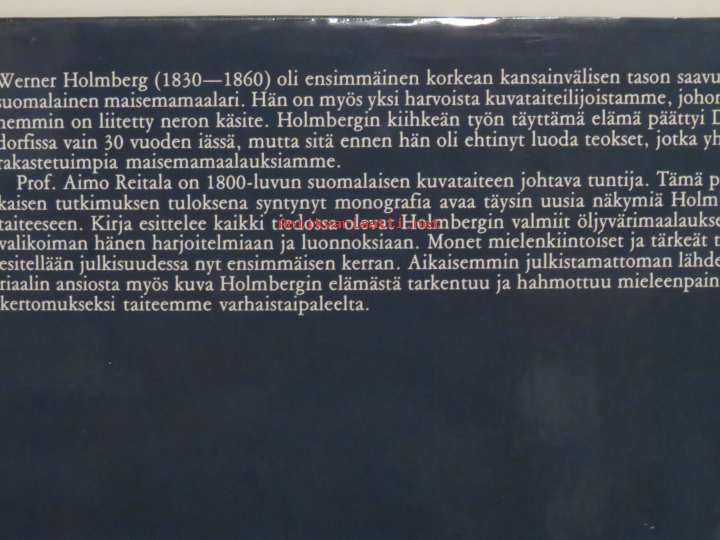 Werner Holmberg (1830—1860) oli ensimmäinen korkean kansainvälisen tason saavu
suomalainen maisemamaalari. Hän on myös yksi harvoista kuvataiteilijoistamme, johon
hemmin on liitetty neron käsite. Holmbergin kiihkeän työn täyttämä elämä päättyi D
dorfissa vain 30 vuoden iässä, mutta sitä ennen hän oli ehtinyt luoda teokset, jotka yh
rakastetuimpia maisemamaalauksiamme.
Prof. Aimo Reitala on 1800-luvun suomalaisen kuvataiteen johtava tuntija. Tämä p
kaisen tutkimuksen tuloksena syntynyt monografia avaa täysin uusia näkymiä Holm
taiteeseen. Kirja esittelee kaikki tiedossa olevat Holmbergin valmiit öljyvärimaalaukse
valikoiman hänen harjoitelmiaan ja luonnoksiaan. Monet mielenkiintoiset ja tärkeät
esitellään julkisuudessa nyt ensimmäisen kerran. Aikaisemmin julkistamattoman lähde
riaalin ansiosta myös kuva Holmbergin elämästä tarkentuu ja hahmottuu mieleenpain
kertomukseksi taiteemme varhaistaipaleelta.